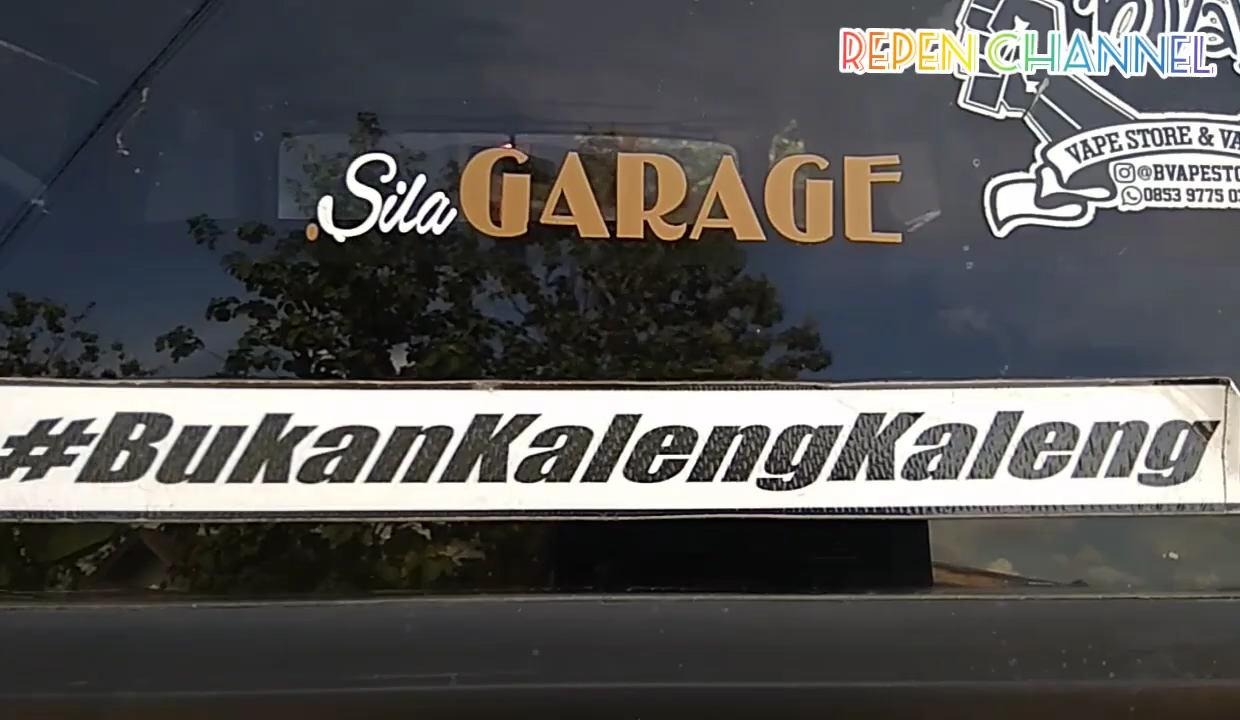 REPEN CHANNEL
VAPE STORE & VA
@BVAPESTO
0853 9775 0
.Sila GARAGE
#BukanKalengKaleng